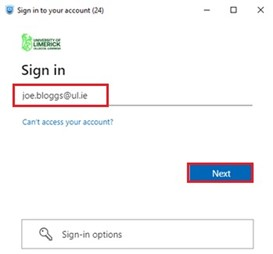 Sign in to your account (24)
UNIVERSITY OF
LIMERICK
Sign in
joe.bloggs@ul.ie
Can't access your account?
Next
Sign-in options